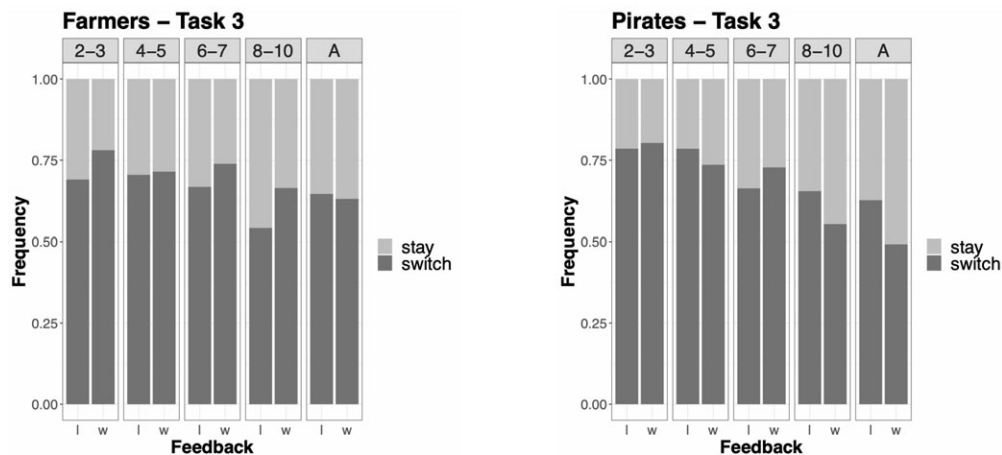 Farmers – Task 3
2–3 4–5 6–7 8–10 A
1.00
0.75
0.50
0.25
0.00
Frequency
l w l w l w l w l w
Feedback
stay
switch
Pirates – Task 3
2–3 4–5 6–7 8–10 A
1.00
0.75
0.50
0.25
0.00
Frequency
l w l w l w l w l w
Feedback
stay
switch